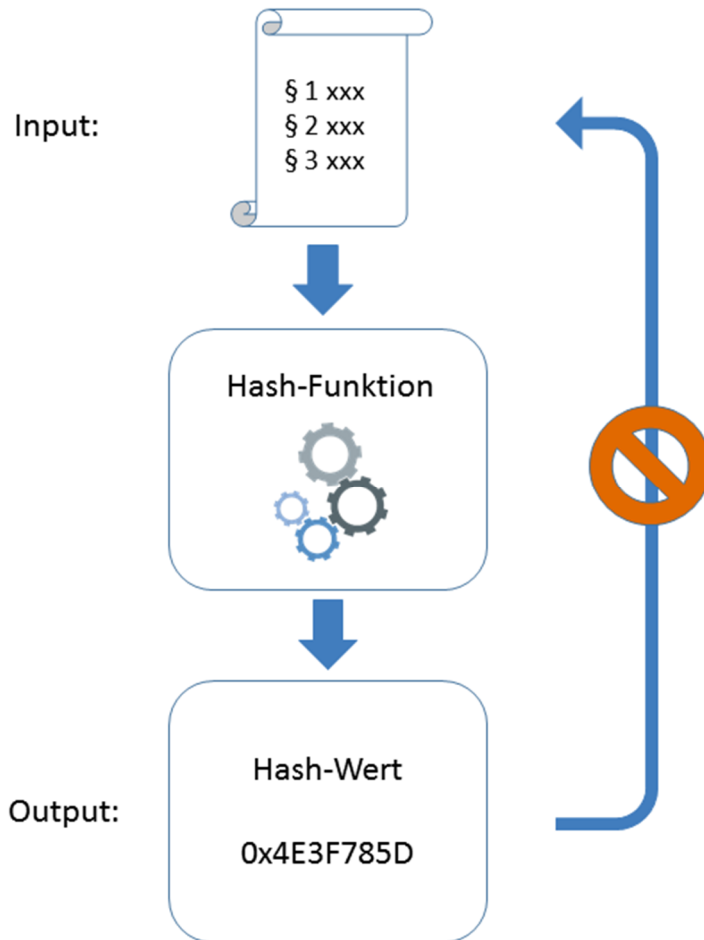 Input:
§ 1 xxx
§ 2 xxx
§ 3 xxx
Hash-Funktion
Hash-Wert
Output:
0x4E3F785D